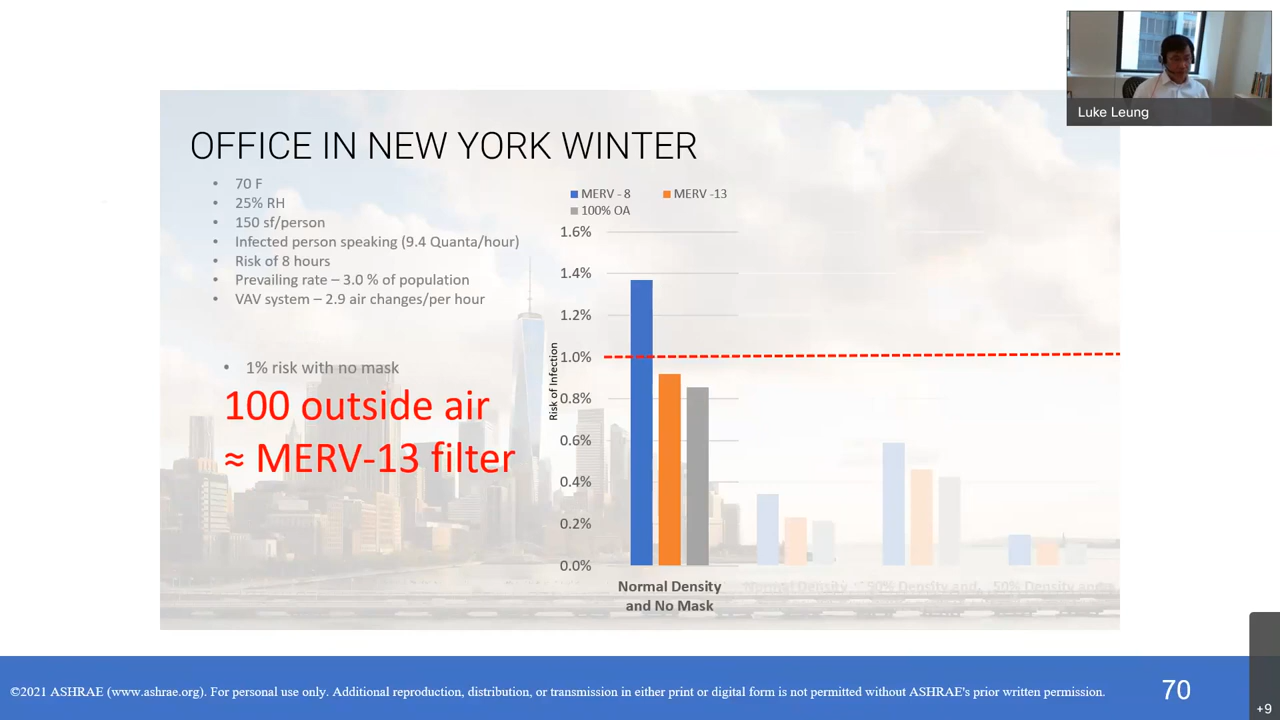 Luke Leung
OFFICE IN NEW YORK WINTER
• 70 F
• 25% RH
• 150 sf/person
• Infected person speaking (9.4 Quanta/hour)
• Risk of 8 hours
• Prevailing rate – 3.0 % of population
• VAV system – 2.9 air changes/per hour
• 1% risk with no mask
100 outside air
≈ MERV-13 filter
MERV - 8
MERV -13
100% OA
1.6%
1.4%
1.2%
1.0%
0.8%
0.6%
0.4%
0.2%
0.0%
Risk of Infection
Normal Density
and No Mask
Normal Density
50% Density and
©2021 ASHRAE (www.ashrae.org). For personal use only. Additional reproduction, distribution, or transmission in either print or digital form is not permitted without ASHRAE's prior written permission.
70
+9